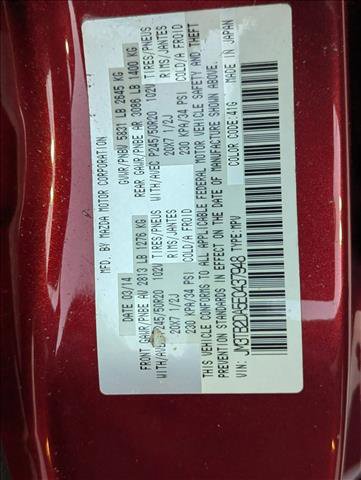 MFD. BY MAZDA MOTOR CORPORATION
DATE 03/14 GVWR/PNBV 5831 LB 2645 KG
FRONT GAWR/PNBE AV 2813 LB 1276 KG REAR GAWR/PNBE AR 3086 LB 1400 KG
WITH/AVEC P245/50R20 102V TIRES/PNEUS WITH/AVEC P245/50R20 102V TIRES/PNEUS
20X7 1/2J RIMS/JANTES 20X7 1/2J RIMS/JANTES
230 KPA/34 PSI COLD/A FROID 230 KPA/34 PSI COLD/A FROID
THIS VEHICLE CONFORMS TO ALL APPLICABLE FEDERAL MOTOR VEHICLE SAFETY AND THEFT
PREVENTION STANDARDS IN EFFECT ON THE DATE OF MANUFACTURE SHOWN ABOVE.
MADE IN JAPAN
COLOR CODE:41G
JM3TB2DA5E0437948 TYPE:MPV
VIN: